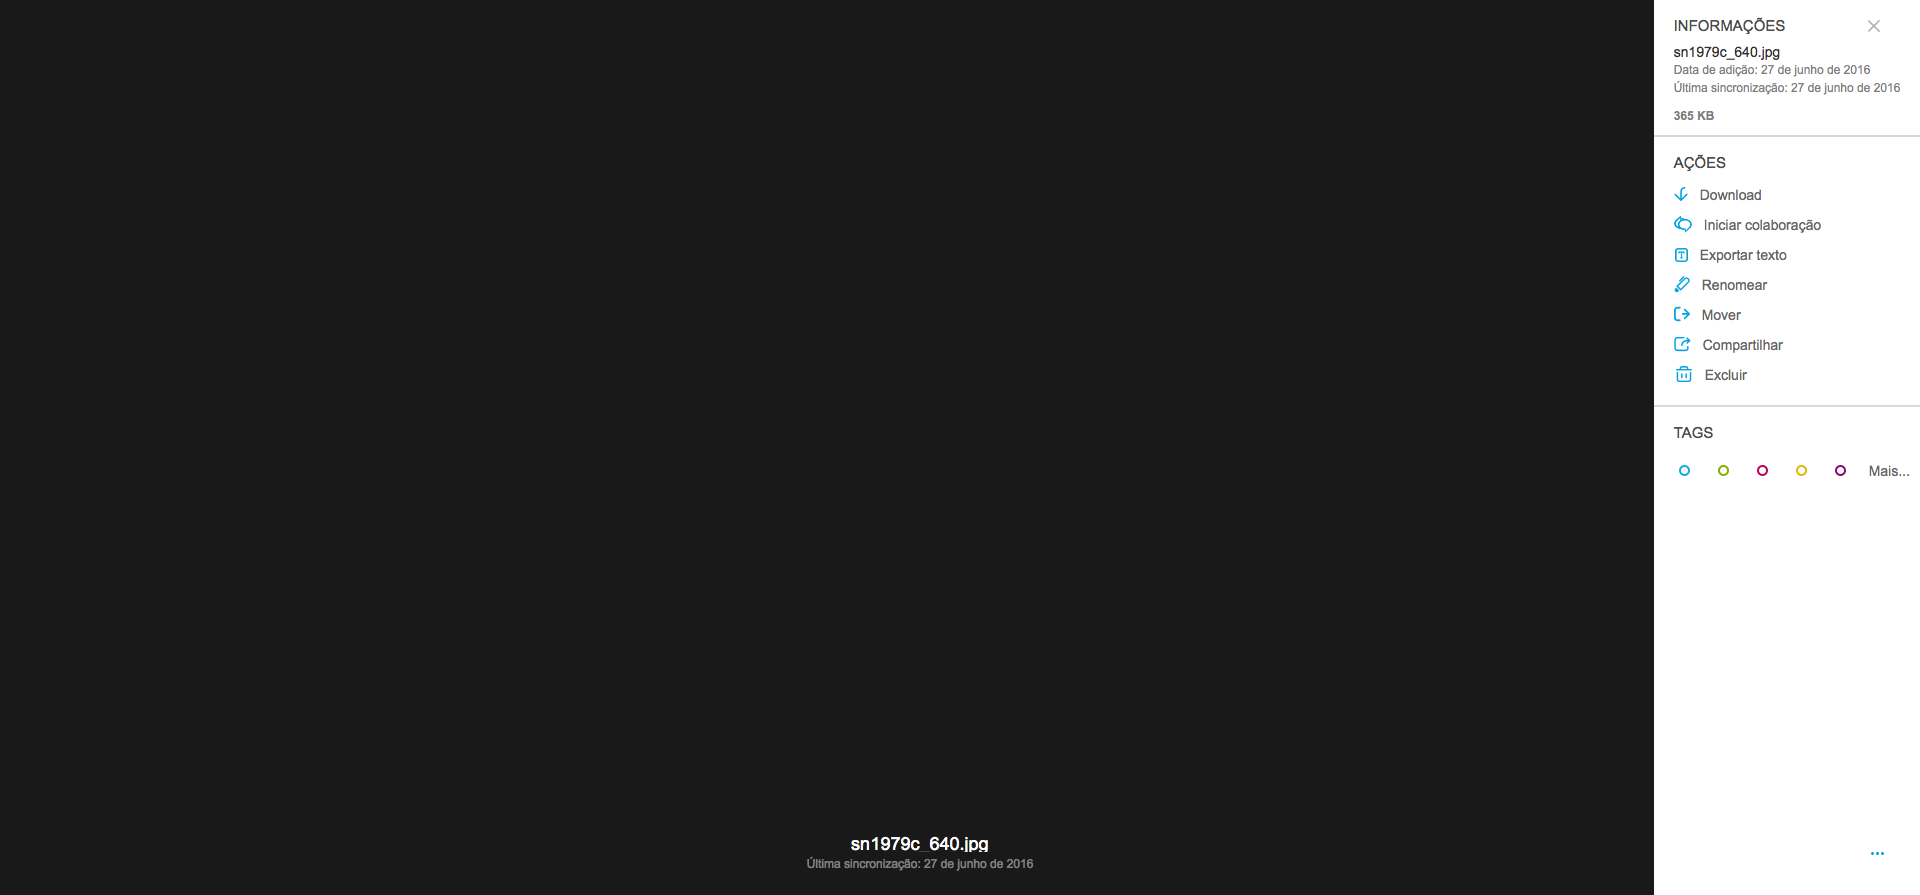 INFORMAÇÕES
sn1979c_640.jpg
Data de adição: 27 de junho de 2016
Última sincronização: 27 de junho de 2016
365 KB
AÇÕES
Download
Iniciar colaboração
Exportar texto
Renomear
Mover
Compartilhar
Excluir
TAGS
Mais...
sn1979c_640.jpg
Última sincronização: 27 de junho de 2016